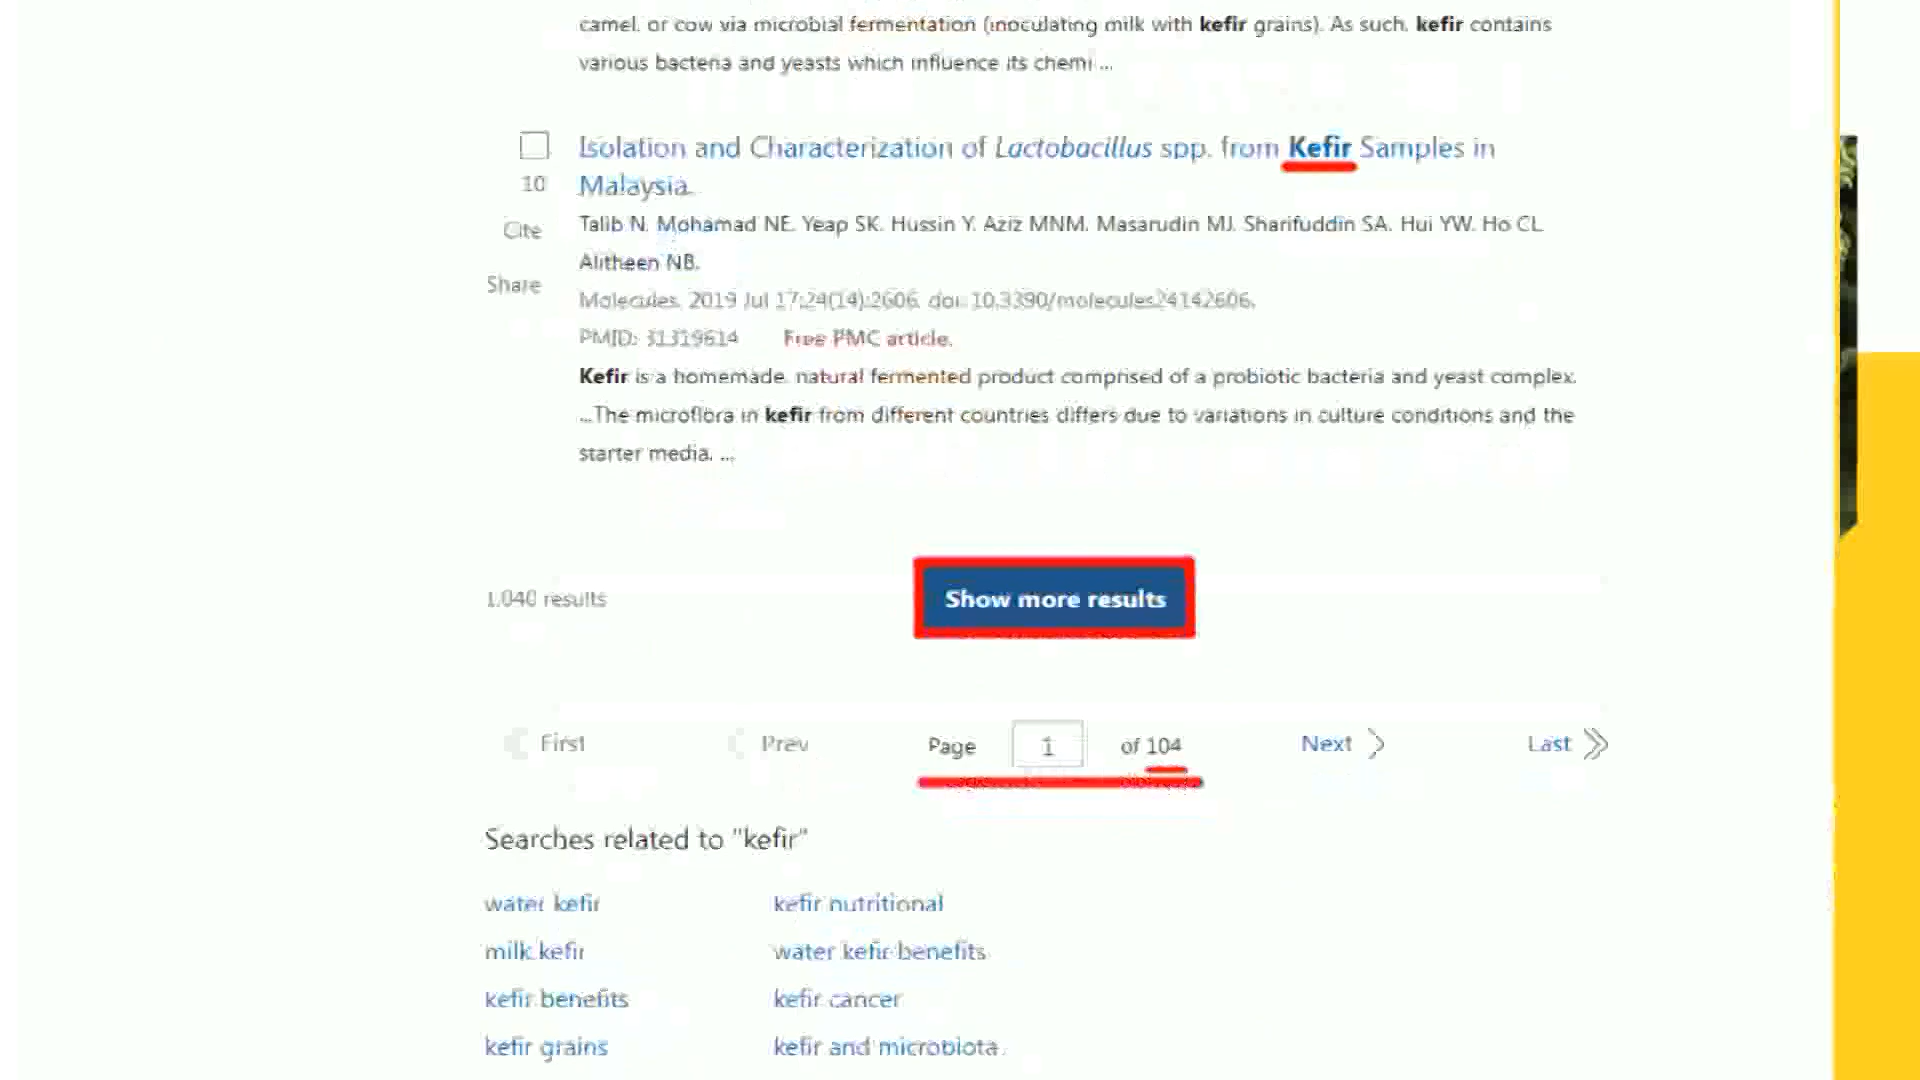 camel, or cow via microbial fermentation (inoculating milk with kefir grains). As such, kefir contains
various bacteria and yeasts which influence its chemi ...
Isolation and Characterization of Lactobacillus spp. from Kefir Samples in
10 Malaysia.
Talib N, Mohamad NE, Yeap SK, Hussin Y, Aziz MNM, Masarudin MJ, Sharifuddin SA, Hui YW, Ho CL,
Cite
Alitheen NB.
Share
Molecules. 2019 Jul 17;24(14):2606. doi: 10.3390/molecules24142606.
PMID: 31319614 Free PMC article.
Kefir is a homemade, natural fermented product comprised of a probiotic bacteria and yeast complex.
...The microflora in kefir from different countries differs due to variations in culture conditions and the
starter media. ...
1,040 results
Show more results
First Prev Page 1 of 104 Next Last
Searches related to "kefir"
water kefir kefir nutritional
milk kefir water kefir benefits
kefir benefits kefir cancer
kefir grains kefir and microbiota